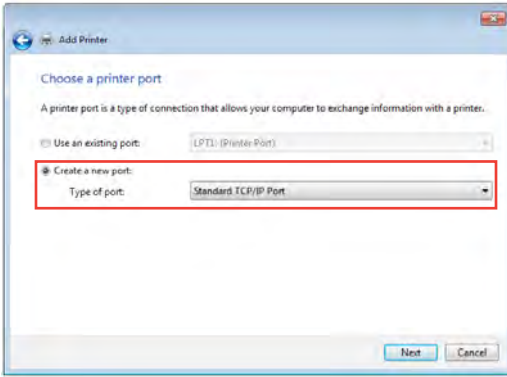 Add Printer
Choose a printer port
A printer port is a type of connection that allows your computer to exchange information with a printer.
Use an existing port: LPT1: (Printer Port)
Create a new port:
Type of port: Standard TCP/IP Port
Next Cancel